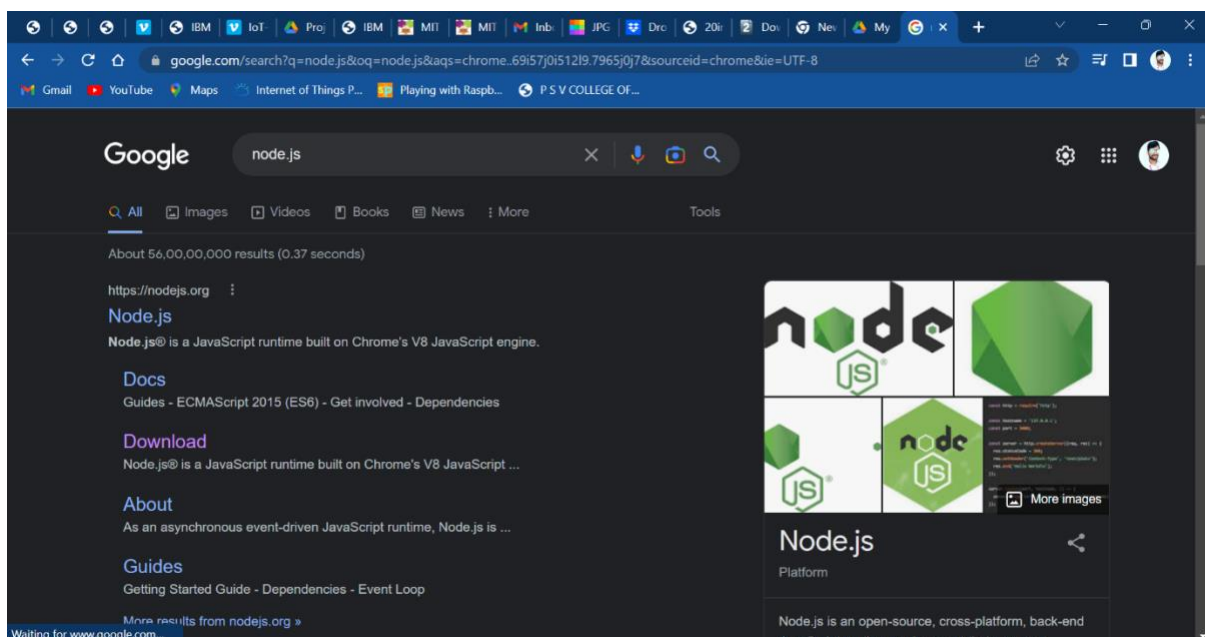 IBM IoT- Proj IBM MIT MIT Inb: JPG Dro 20ir Dov Nev My
google.com/search?q=node.js&oq=node.js&aqs=chrome..69i57j0i512l9.7965j0j7&sourceid=chrome&ie=UTF-8
Gmail YouTube Maps Internet of Things P... Playing with Raspb... P S V COLLEGE OF...
Google node.js
All Images Videos Books News More Tools
About 56,00,00,000 results (0.37 seconds)
https://nodejs.org
Node.js
Node.js® is a JavaScript runtime built on Chrome's V8 JavaScript engine.
Docs
Guides - ECMAScript 2015 (ES6) - Get involved - Dependencies
Download
Node.js® is a JavaScript runtime built on Chrome's V8 JavaScript ...
About
As an asynchronous event-driven JavaScript runtime, Node.js is ...
Guides
Getting Started Guide - Dependencies - Event Loop
More results from nodejs.org »
Waiting for www.google.com...
node
JS
JS
node
JS
More images
Node.js
Platform
Node.js is an open-source, cross-platform, back-end